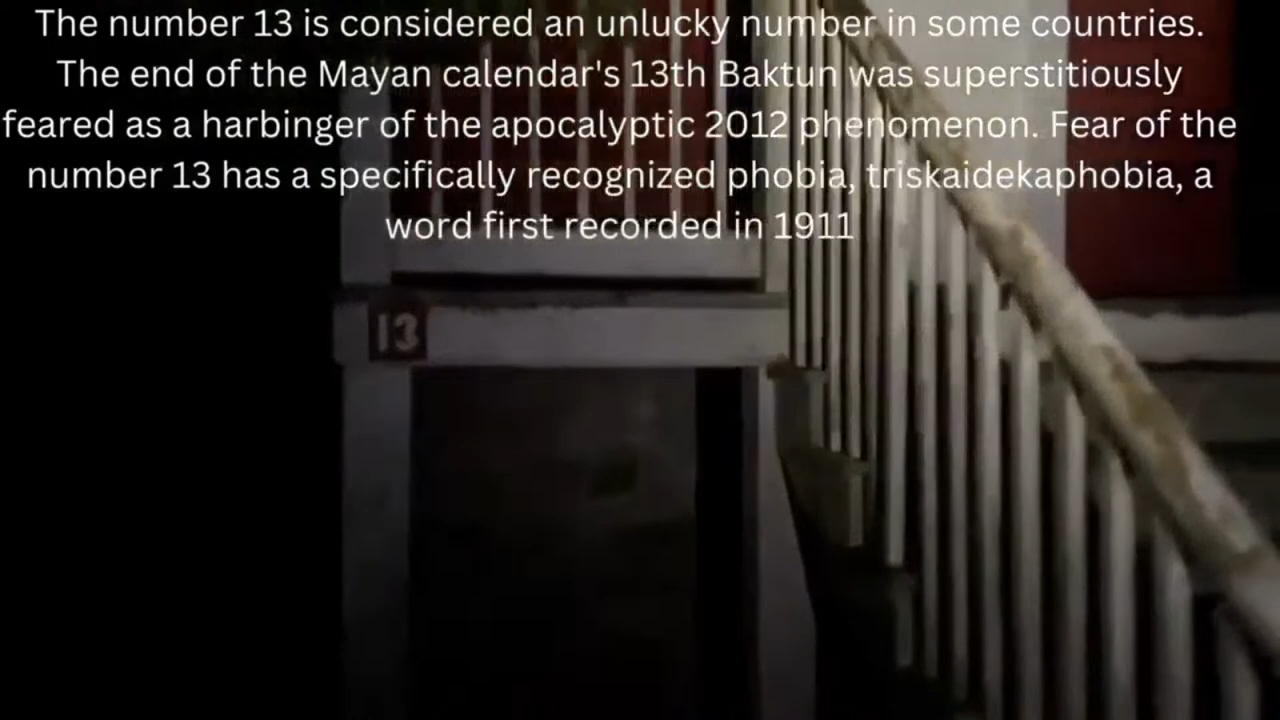 The number 13 is considered an unlucky number in some countries.
The end of the Mayan calendar's 13th Baktun was superstitiously
feared as a harbinger of the apocalyptic 2012 phenomenon. Fear of the
number 13 has a specifically recognized phobia, triskaidekaphobia, a
word first recorded in 1911
13